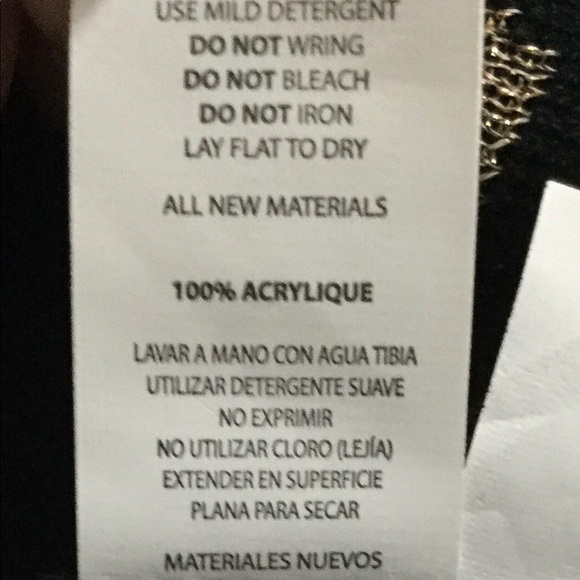 USE MILD DETERGENT
DO NOT WRING
DO NOT BLEACH
DO NOT IRON
LAY FLAT TO DRY
ALL NEW MATERIALS
100% ACRYLIQUE
LAVAR A MANO CON AGUA TIBIA
UTILIZAR DETERGENTE SUAVE
NO EXPRIMIR
NO UTILIZAR CLORO (LEJÍA)
EXTENDER EN SUPERFICIE
PLANA PARA SECAR
MATERIALES NUEVOS